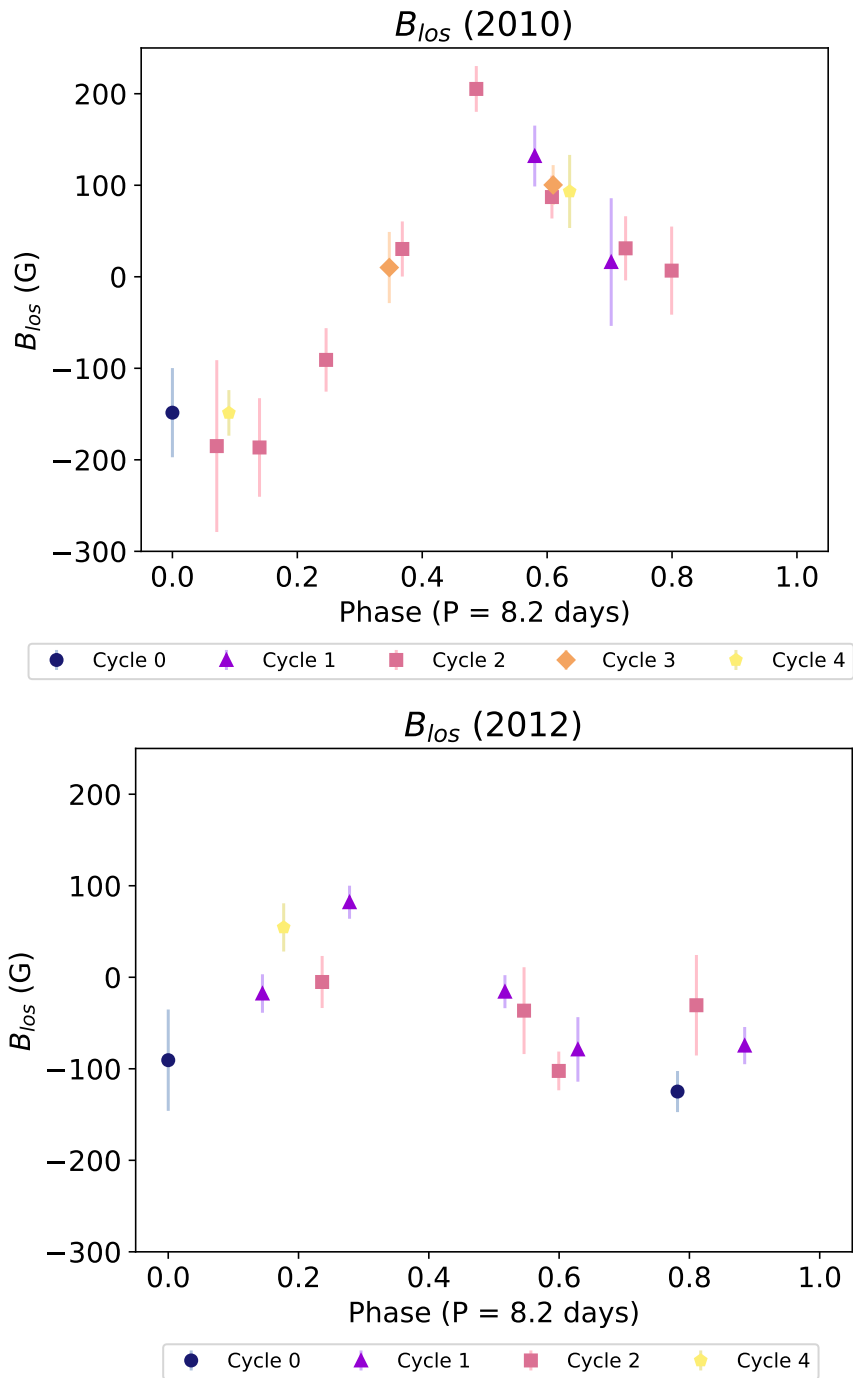 B_los (2010)
200
100
0
−100
−200
−300
B_los (G)
0.0 0.2 0.4 0.6 0.8 1.0
Phase (P = 8.2 days)
Cycle 0 Cycle 1 Cycle 2 Cycle 3 Cycle 4
B_los (2012)
200
100
0
−100
−200
−300
B_los (G)
0.0 0.2 0.4 0.6 0.8 1.0
Phase (P = 8.2 days)
Cycle 0 Cycle 1 Cycle 2 Cycle 4